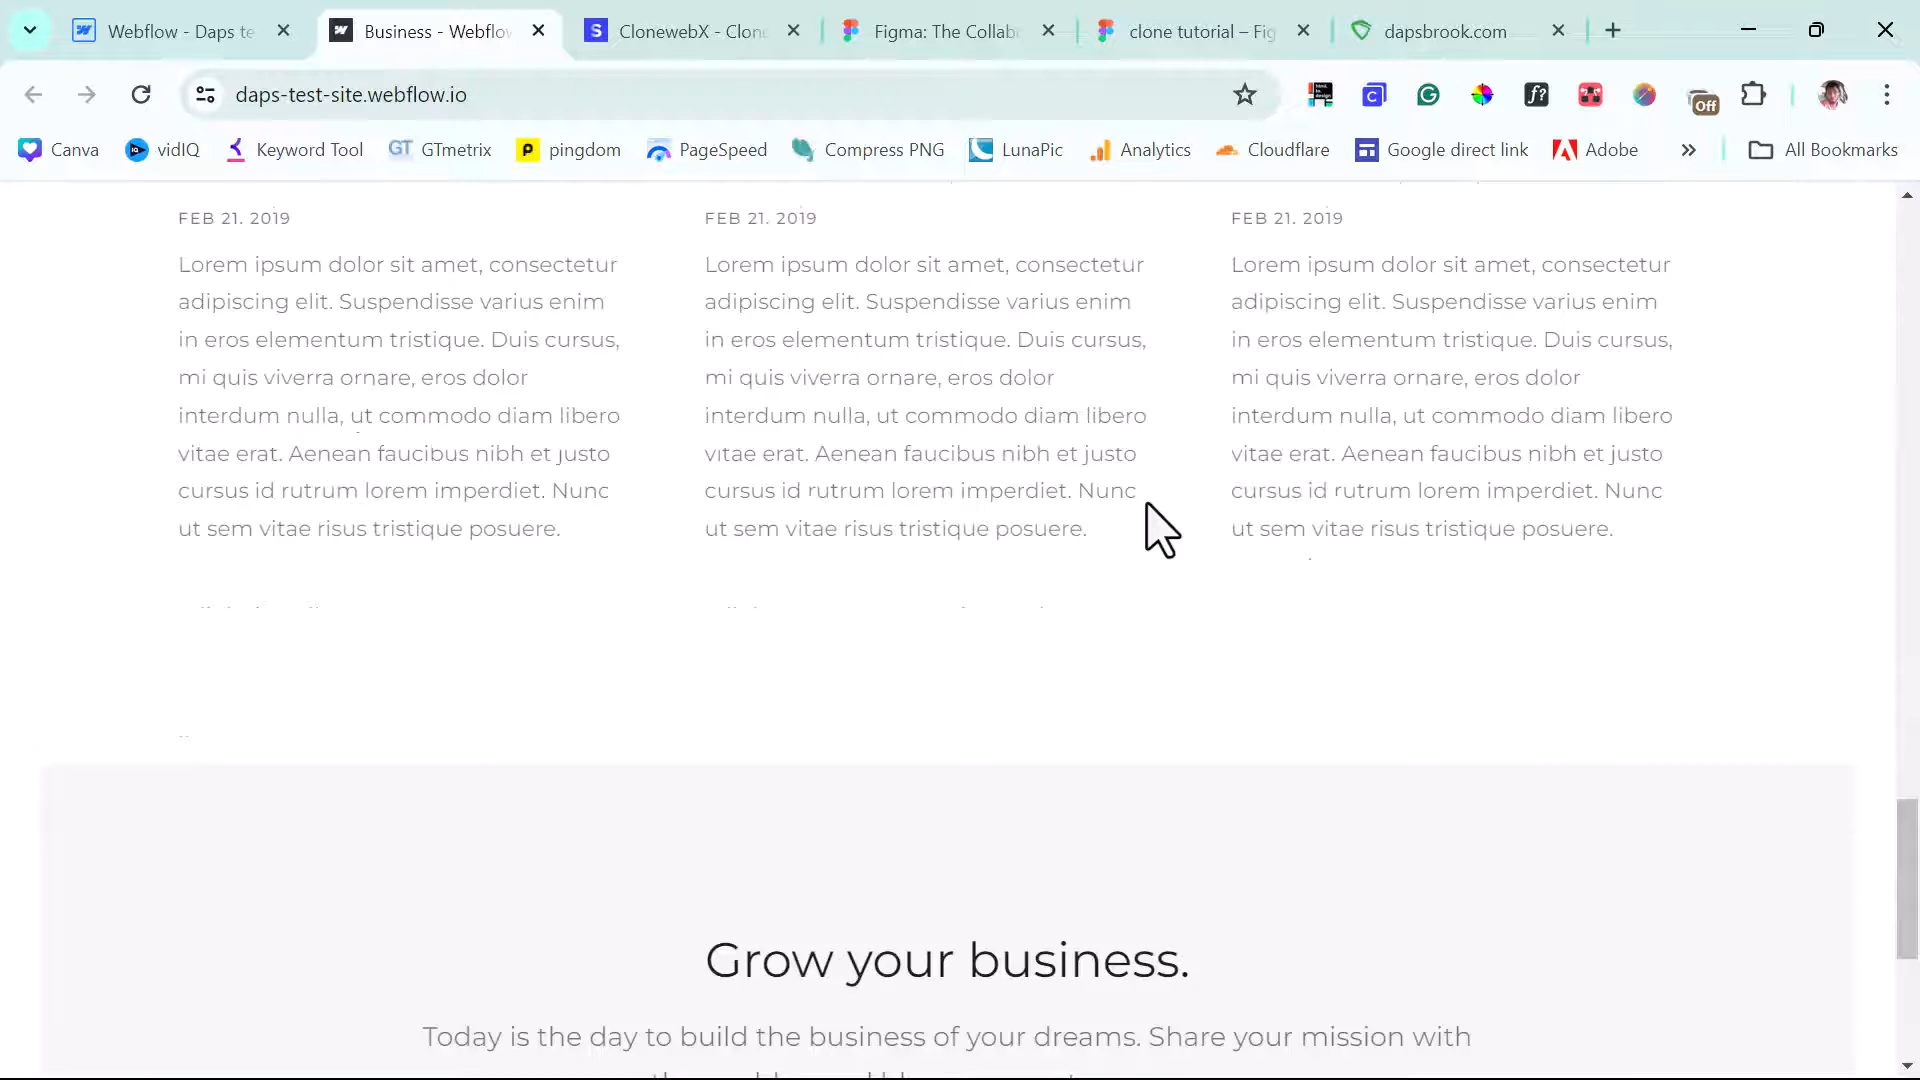 Webflow - Daps te
Business - Webflow
ClonewebX - Clon
Figma: The Collab
clone tutorial – Fig
dapsbrook.com
daps-test-site.webflow.io
Off
Canva
vidIQ
Keyword Tool
GT GTmetrix
pingdom
PageSpeed
Compress PNG
LunaPic
Analytics
Cloudflare
Google direct link
Adobe
All Bookmarks
FEB 21. 2019
Lorem ipsum dolor sit amet, consectetur
adipiscing elit. Suspendisse varius enim
in eros elementum tristique. Duis cursus,
mi quis viverra ornare, eros dolor
interdum nulla, ut commodo diam libero
vitae erat. Aenean faucibus nibh et justo
cursus id rutrum lorem imperdiet. Nunc
ut sem vitae risus tristique posuere.
FEB 21. 2019
Lorem ipsum dolor sit amet, consectetur
adipiscing elit. Suspendisse varius enim
in eros elementum tristique. Duis cursus,
mi quis viverra ornare, eros dolor
interdum nulla, ut commodo diam libero
vitae erat. Aenean faucibus nibh et justo
cursus id rutrum lorem imperdiet. Nunc
ut sem vitae risus tristique posuere.
FEB 21. 2019
Lorem ipsum dolor sit amet, consectetur
adipiscing elit. Suspendisse varius enim
in eros elementum tristique. Duis cursus,
mi quis viverra ornare, eros dolor
interdum nulla, ut commodo diam libero
vitae erat. Aenean faucibus nibh et justo
cursus id rutrum lorem imperdiet. Nunc
ut sem vitae risus tristique posuere.
Grow your business.
Today is the day to build the business of your dreams. Share your mission with